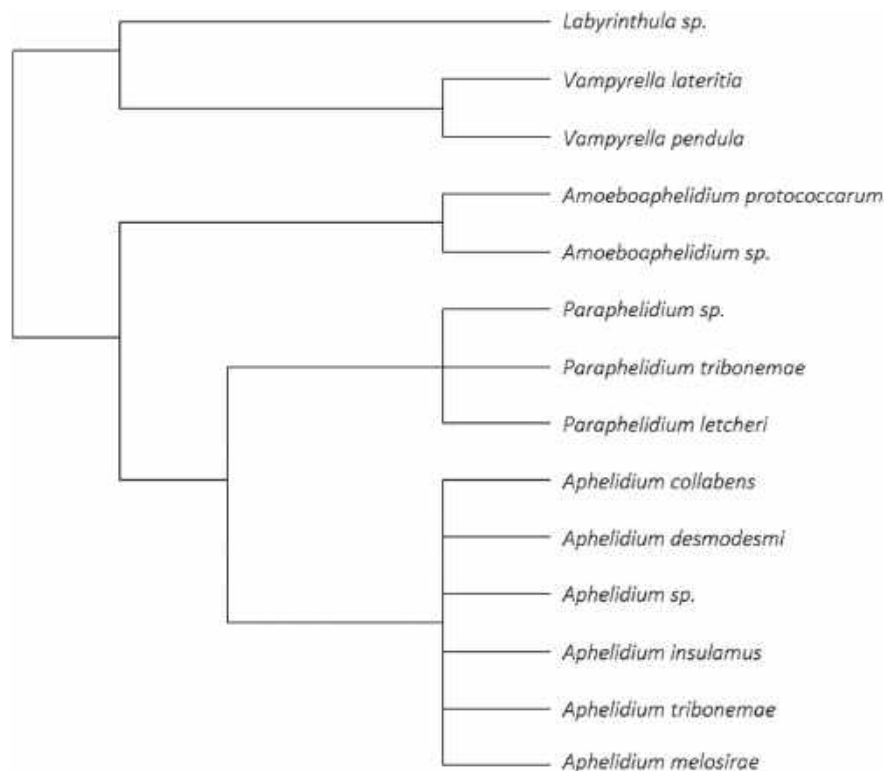 Labyrinthula sp.
Vampyrella lateritia
Vampyrella pendula
Amoeboaphelidium protococcarum
Amoeboaphelidium sp.
Paraphelidium sp.
Paraphelidium tribonemae
Paraphelidium letcheri
Aphelidium collabens
Aphelidium desmodesmi
Aphelidium sp.
Aphelidium insulamus
Aphelidium tribonemae
Aphelidium melosirae